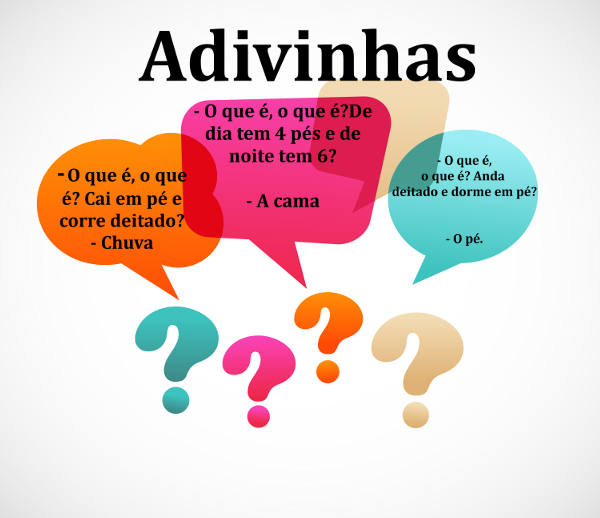 Adivinhas
- O que é, o que
é? Cai em pé e
corre deitado?
- Chuva
- O que é, o que é?De
dia tem 4 pés e de
noite tem 6?
- A cama
- O que é,
o que é? Anda
deitado e dorme em pé?
- O pé.